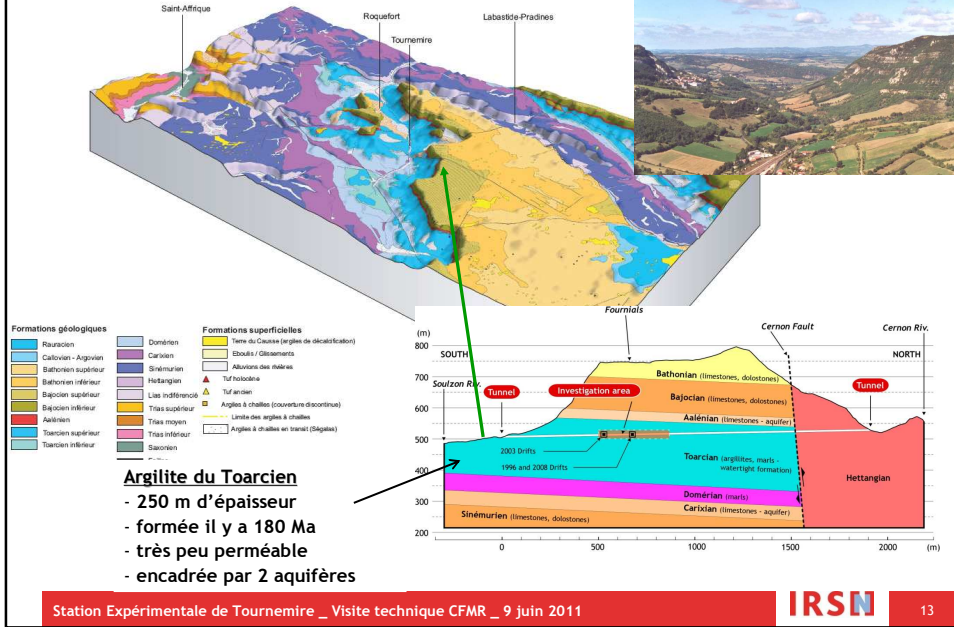 Saint-Affrique
Roquefort
Labastide-Pradines
Tournemire
Formations géologiques
Rauracien
Callovien - Argovien
Bathonien supérieur
Bathonien inférieur
Bajocien supérieur
Bajocien inférieur
Aalénien
Toarcien supérieur
Toarcien inférieur
Domérien
Carixien
Sinémurien
Hettangien
Lias indifférencié
Trias supérieur
Trias moyen
Trias inférieur
Saxonien
Formations superficielles
Terre du Causse (argiles de décalcification)
Eboulis / Glissements
Alluvions des rivières
Tuf holocène
Tuf ancien
Argiles à chailles (couverture discontinue)
Limite des argiles à chailles
Argiles à chailles en transit (Ségalas)
(m)
800
700
600
500
400
300
200
SOUTH
NORTH
Soulzon Riv.
Fournials
Cernon Fault
Cernon Riv.
Tunnel
Investigation area
Tunnel
Bathonian (limestones, dolostones)
Bajocian (limestones, dolostones)
Aalénian (limestones - aquifer)
2003 Drifts
1996 and 2008 Drifts
Toarcian (argillites, marls - watertight formation)
Hettangian
Domérian (marls)
Carixian (limestones - aquifer)
Sinémurien (limestones, dolostones)
0
500
1000
1500
2000
(m)
Argilite du Toarcien
- 250 m d'épaisseur
- formée il y a 180 Ma
- très peu perméable
- encadrée par 2 aquifères
Station Expérimentale de Tournemire _ Visite technique CFMR _ 9 juin 2011
IRSN
13